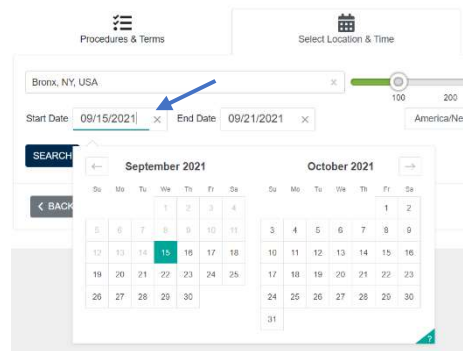 Procedures & Terms
Select Location & Time
Bronx, NY, USA ×
100 200
Start Date 09/15/2021 × End Date 09/21/2021 × America/Ne
SEARCH
< BACK
← September 2021
Su Mo Tu We Th Fr Sa
1 2 3 4
5 6 7 8 9 10 11
12 13 14 15 16 17 18
19 20 21 22 23 24 25
26 27 28 29 30
October 2021 →
Su Mo Tu We Th Fr Sa
1 2
3 4 5 6 7 8 9
10 11 12 13 14 15 16
17 18 19 20 21 22 23
24 25 26 27 28 29 30
31
?